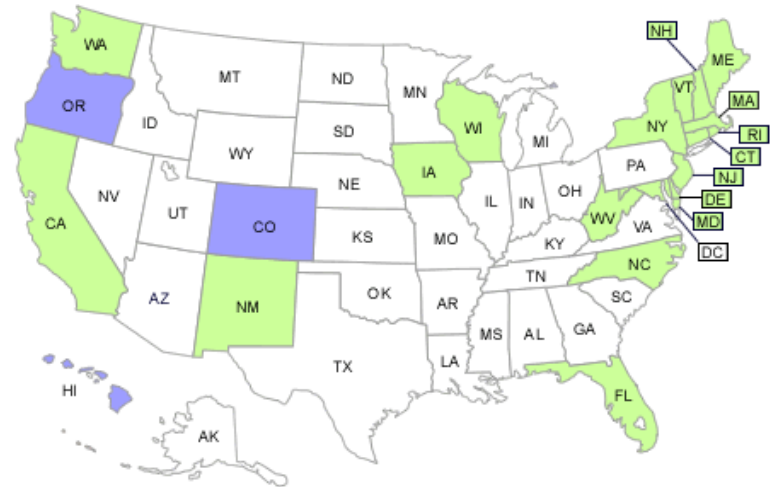 WA
OR
CA
NV
ID
MT
WY
UT
CO
AZ
NM
ND
SD
NE
KS
OK
TX
MN
IA
MO
AR
LA
WI
IL
MI
IN
OH
KY
TN
MS
AL
GA
FL
SC
NC
VA
WV
PA
NY
VT
NH
ME
MA
RI
CT
NJ
DE
MD
DC
HI
AK